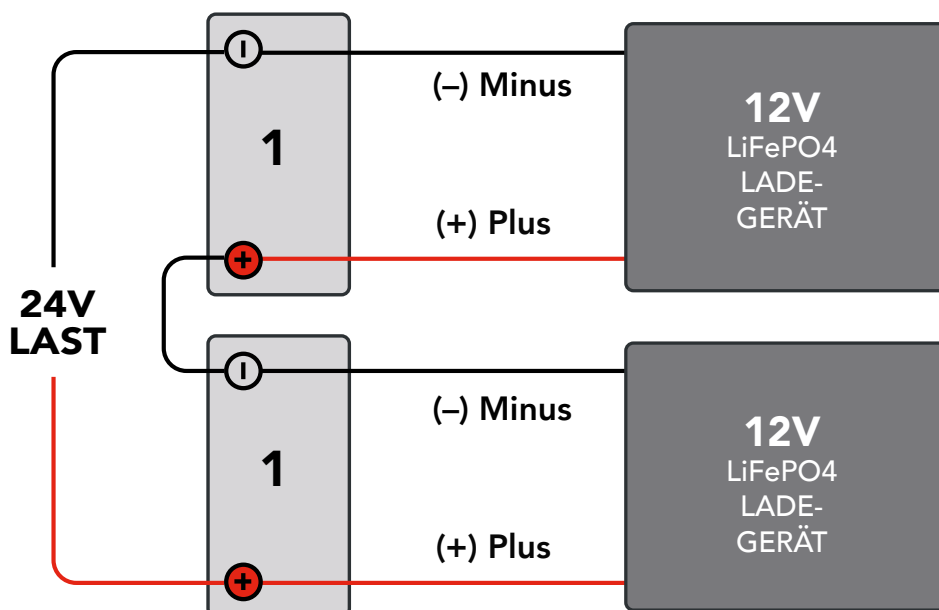 (–) Minus
1
12V
LiFePO4
LADE-
GERÄT
(+) Plus
+
24V
LAST
(–) Minus
1
12V
LiFePO4
LADE-
GERÄT
(+) Plus
+